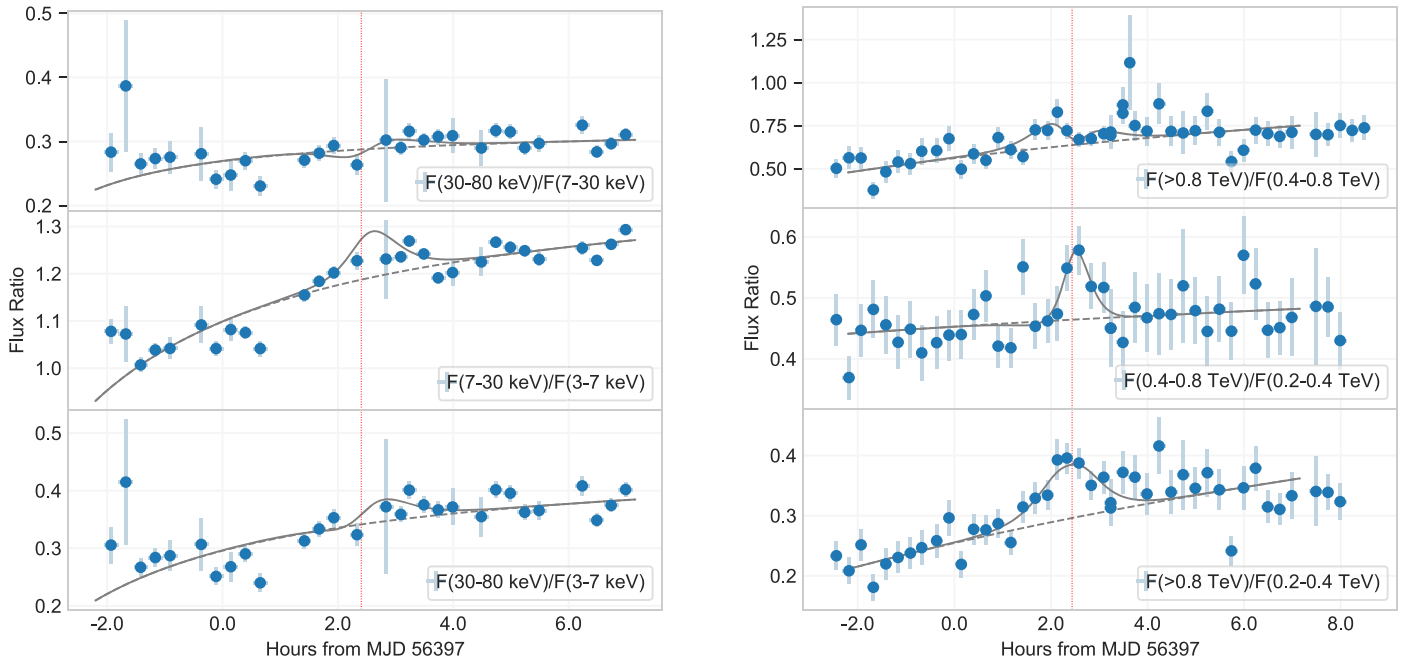 0.5
0.4
0.3
0.2
F(30-80 keV)/F(7-30 keV)
1.3
1.2
1.1
1.0
F(7-30 keV)/F(3-7 keV)
Flux Ratio
0.5
0.4
0.3
0.2
F(30-80 keV)/F(3-7 keV)
-2.0 0.0 2.0 4.0 6.0
Hours from MJD 56397
1.25
1.00
0.75
0.50
F(>0.8 TeV)/F(0.4-0.8 TeV)
0.6
0.5
0.4
F(0.4-0.8 TeV)/F(0.2-0.4 TeV)
Flux Ratio
0.4
0.3
0.2
F(>0.8 TeV)/F(0.2-0.4 TeV)
-2.0 0.0 2.0 4.0 6.0 8.0
Hours from MJD 56397